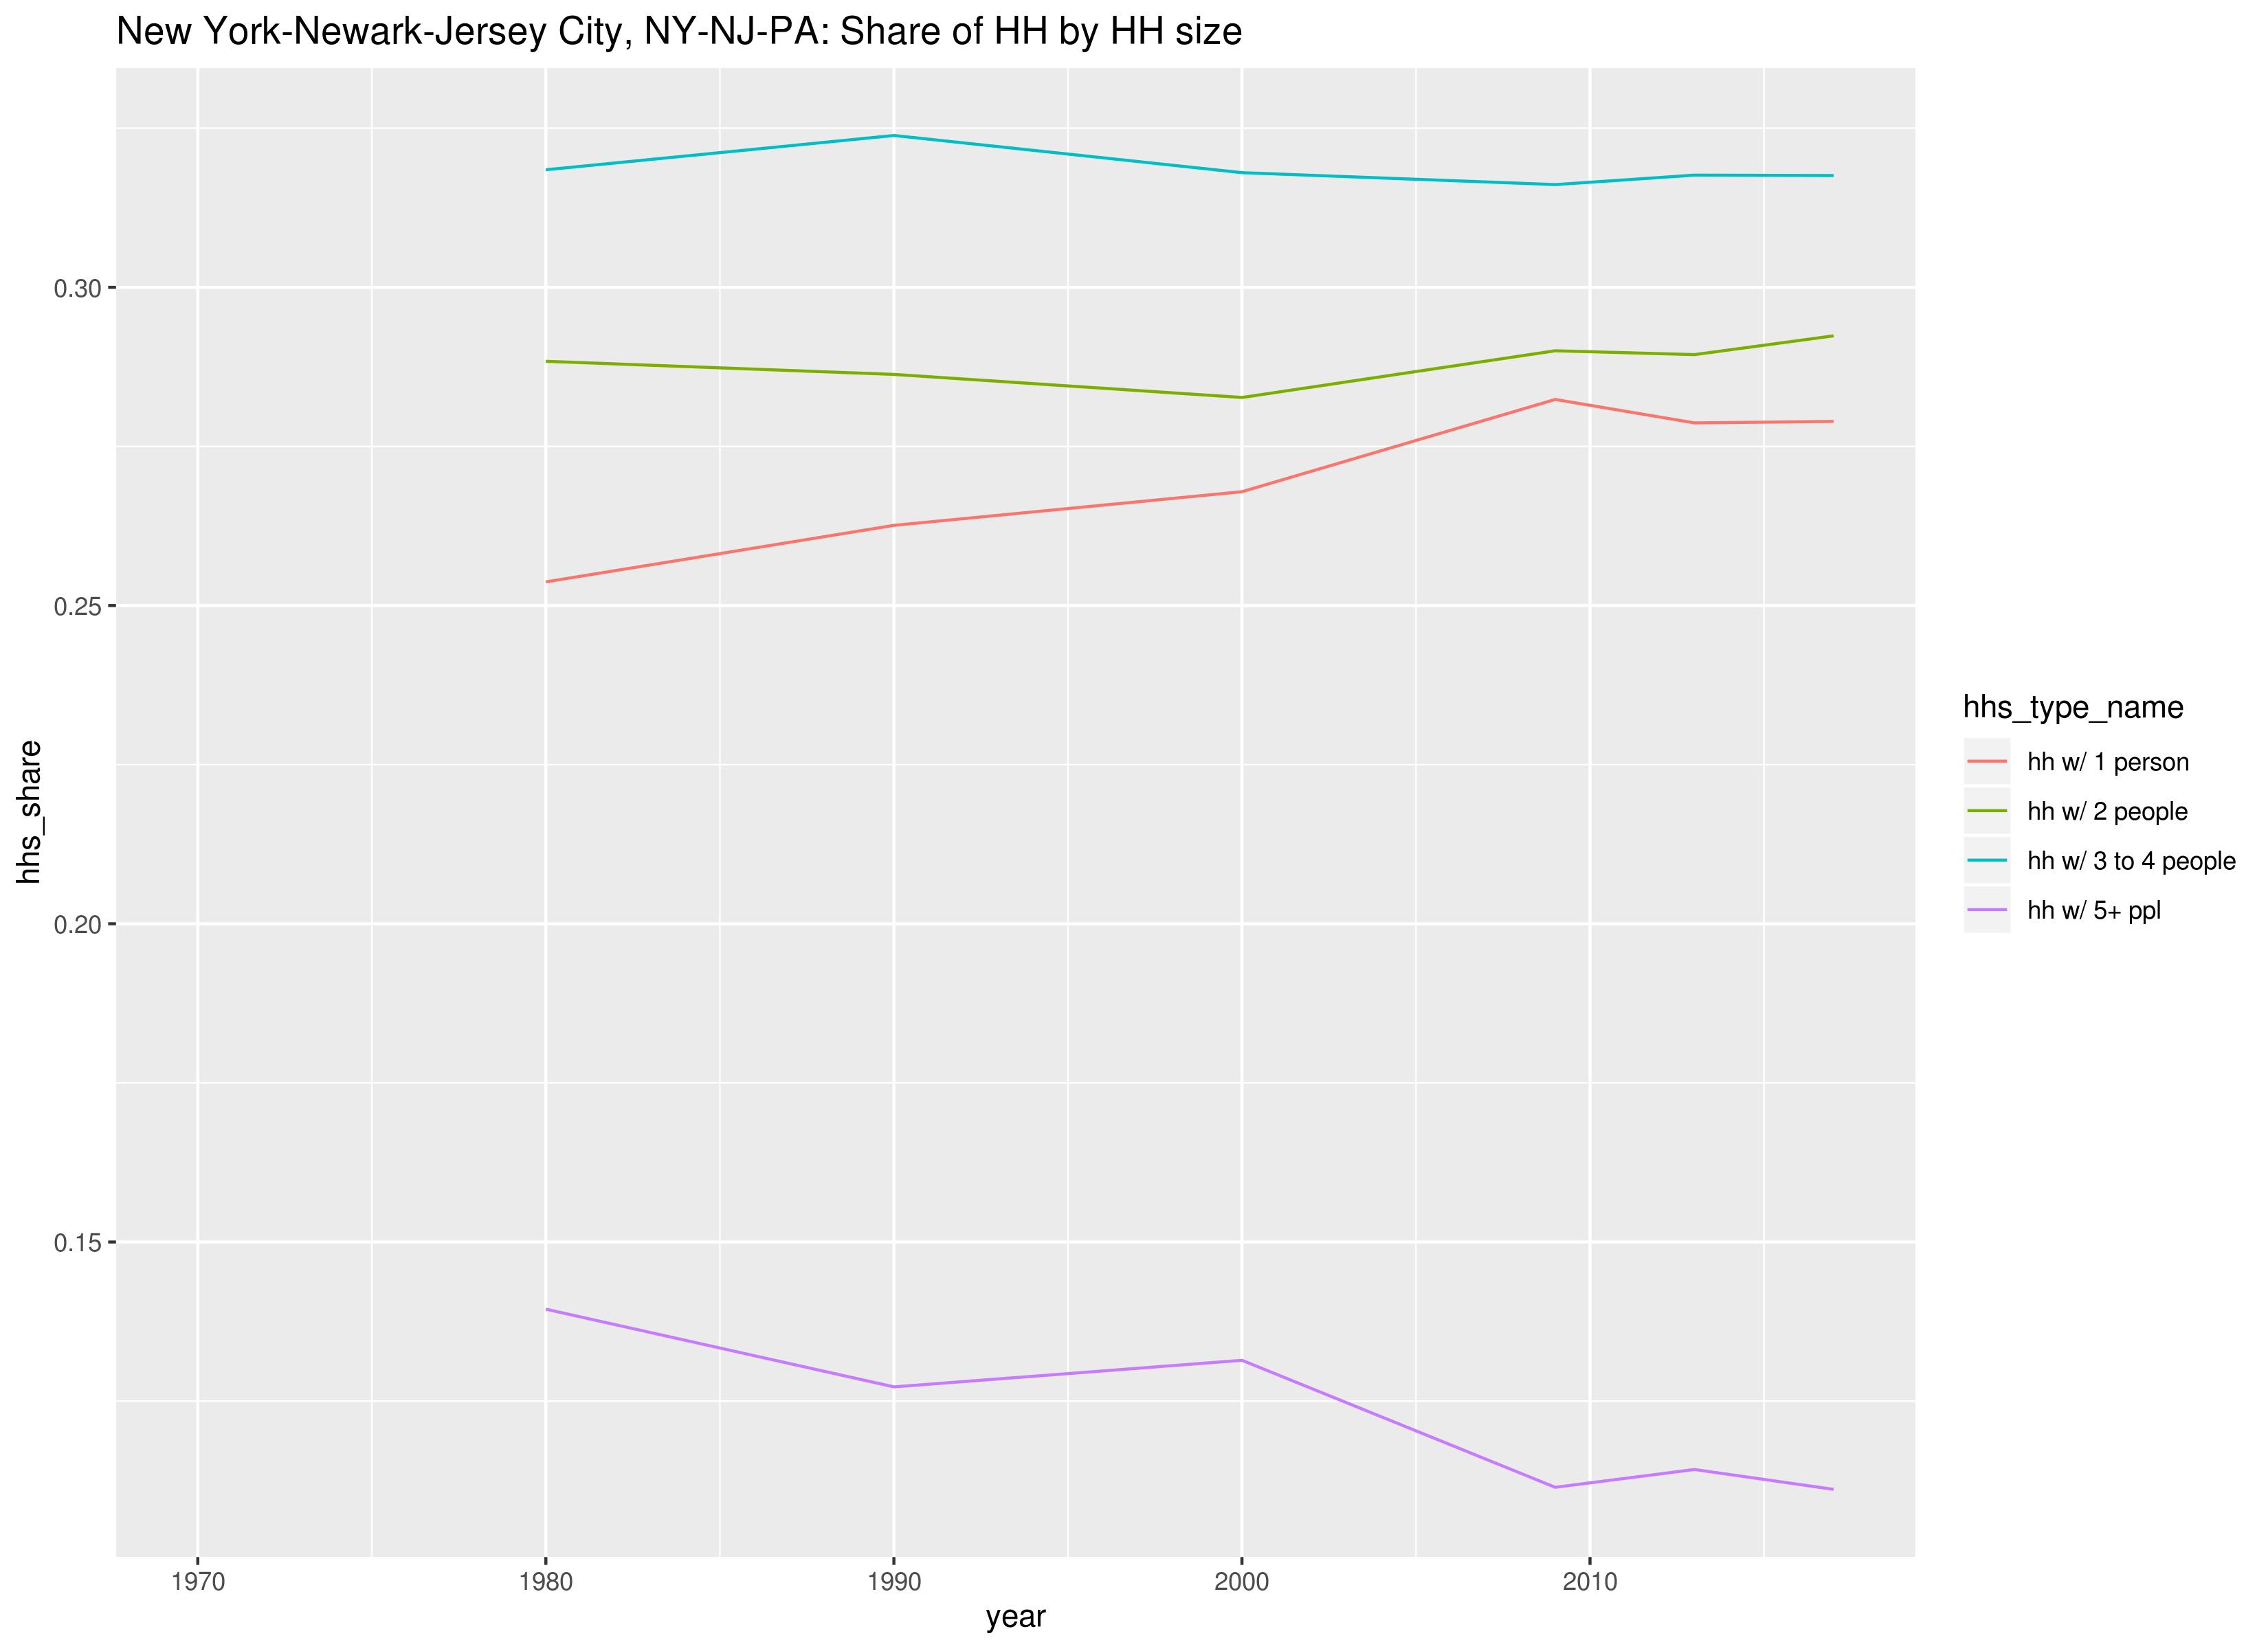 New York-Newark-Jersey City, NY-NJ-PA: Share of HH by HH size
0.30
0.25
0.20
0.15
hhs_share
1970 1980 1990 2000 2010
year
hhs_type_name
hh w/ 1 person
hh w/ 2 people
hh w/ 3 to 4 people
hh w/ 5+ ppl